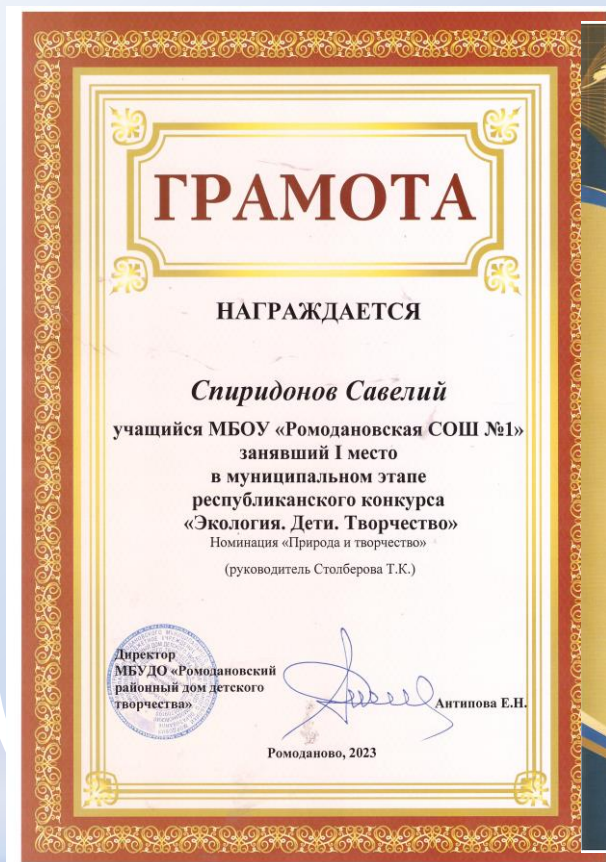 ГРАМОТА
НАГРАЖДАЕТСЯ
Спиридонов Савелий
учащийся МБОУ «Ромодановская СОШ №1»
занявший I место
в муниципальном этапе
республиканского конкурса
«Экология. Дети. Творчество»
Номинация «Природа и творчество»
(руководитель Столберова Т.К.)
Директор
МБУДО «Ромодановский
районный дом детского
творчества»
Антипова Е.Н.
Ромоданово, 2023